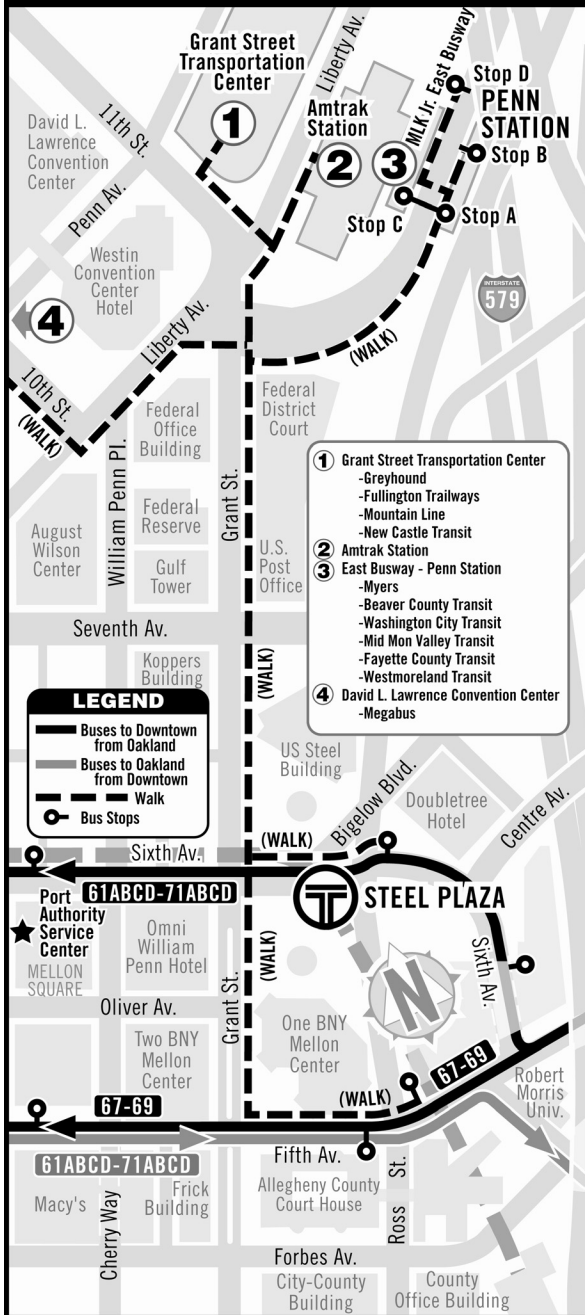 Grant Street
Transportation
Center
1
Liberty Av.
Amtrak
Station
2
MLK Jr. East Busway
3
Stop D
PENN
STATION
Stop B
Stop A
Stop C
11th St.
David L.
Lawrence
Convention
Center
Penn Av.
Westin
Convention
Center
Hotel
4
Liberty Av.
10th St.
(WALK)
(WALK)
INTERSTATE
579
Federal
Office
Building
Federal
District
Court
William Penn Pl.
Grant St.
August
Wilson
Center
Federal
Reserve
Gulf
Tower
U.S.
Post
Office
Seventh Av.
Koppers
Building
(WALK)
1 Grant Street Transportation Center
-Greyhound
-Fullington Trailways
-Mountain Line
-New Castle Transit
2 Amtrak Station
3 East Busway - Penn Station
-Myers
-Beaver County Transit
-Washington City Transit
-Mid Mon Valley Transit
-Fayette County Transit
-Westmoreland Transit
4 David L. Lawrence Convention Center
-Megabus
LEGEND
Buses to Downtown
from Oakland
Buses to Oakland
from Downtown
Walk
Bus Stops
US Steel
Building
Bigelow Blvd.
Doubletree
Hotel
Centre Av.
Sixth Av.
(WALK)
61ABCD-71ABCD
T
STEEL PLAZA
Port
Authority
Service
Center
MELLON
SQUARE
Omni
William
Penn Hotel
(WALK)
Grant St.
Sixth Av.
N
Oliver Av.
Two BNY
Mellon
Center
One BNY
Mellon
Center
67-69
(WALK)
67-69
Robert
Morris
Univ.
61ABCD-71ABCD
Fifth Av.
Macy's
Cherry Way
Frick
Building
Allegheny County
Court House
Ross St.
Forbes Av.
City-County
Building
County
Office Building